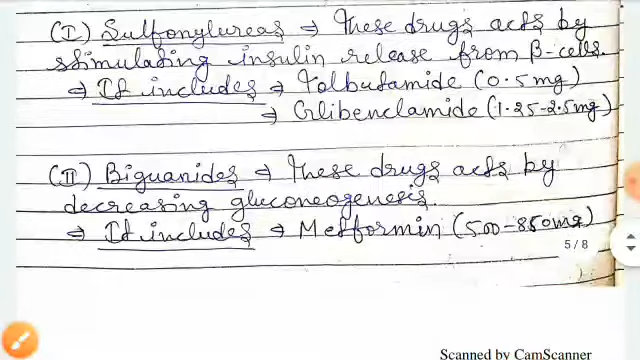 (I) Sulfonylureas → These drugs acts by
stimulating insulin release from β-cells.
⇒ It includes → Tolbutamide (0.5mg)
→ Glibenclamide (1.25-2.5mg)
(II) Biguanides → These drugs acts by
decreasing gluconeogenesis.
⇒ It includes → Metformin (500-850mg)
5/8
Scanned by CamScanner